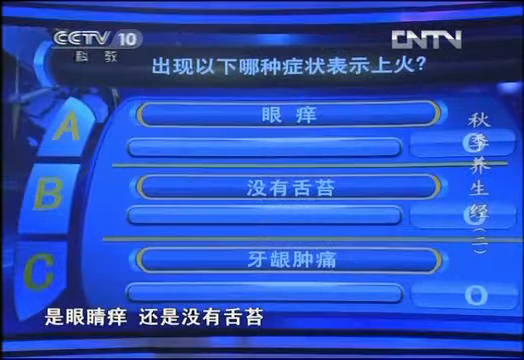 CCTV 10
科教
CNTV
出现以下哪种症状表示上火?
A
眼痒
0
B
没有舌苔
0
C
牙龈肿痛
0
秋季养生经(二)
是眼睛痒 还是没有舌苔